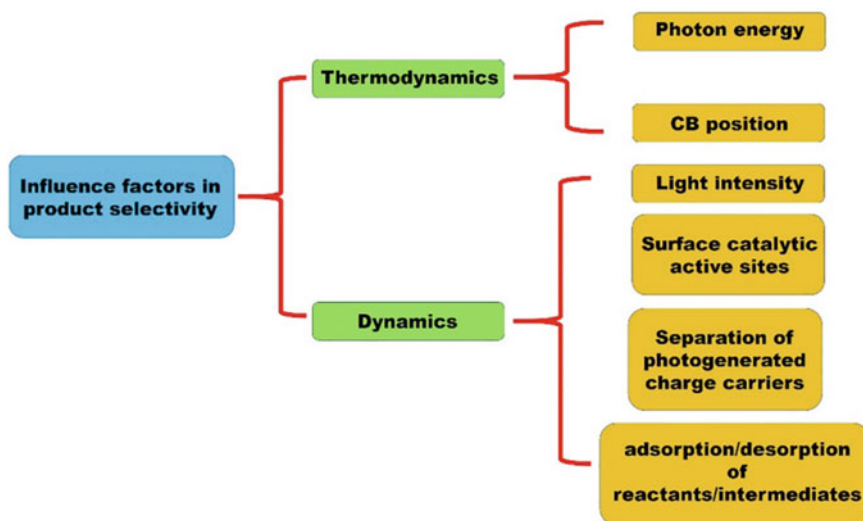 Influence factors in
product selectivity
Thermodynamics
Photon energy
CB position
Dynamics
Light intensity
Surface catalytic
active sites
Separation of
photogenerated
charge carriers
adsorption/desorption
of
reactants/intermediates